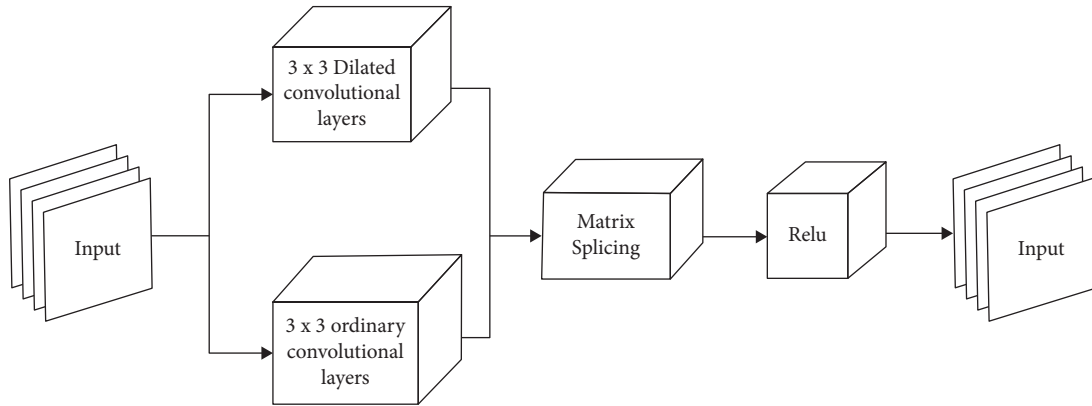 Input
3 x 3 Dilated
convolutional
layers
3 x 3 ordinary
convolutional
layers
Matrix
Splicing
Relu
Input